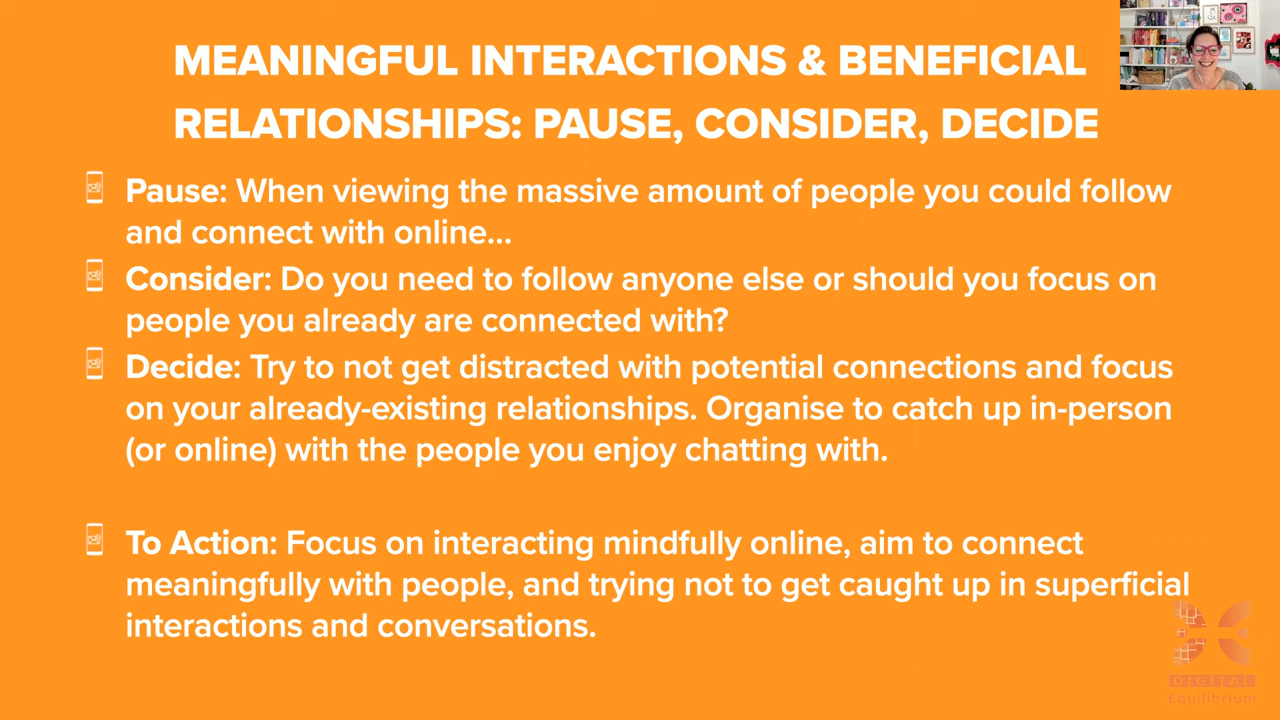 MEANINGFUL INTERACTIONS & BENEFICIAL
RELATIONSHIPS: PAUSE, CONSIDER, DECIDE
Pause: When viewing the massive amount of people you could follow
and connect with online...
Consider: Do you need to follow anyone else or should you focus on
people you already are connected with?
Decide: Try to not get distracted with potential connections and focus
on your already-existing relationships. Organise to catch up in-person
(or online) with the people you enjoy chatting with.
To Action: Focus on interacting mindfully online, aim to connect
meaningfully with people, and trying not to get caught up in superficial
interactions and conversations.
DIGITAL
Equilibrium